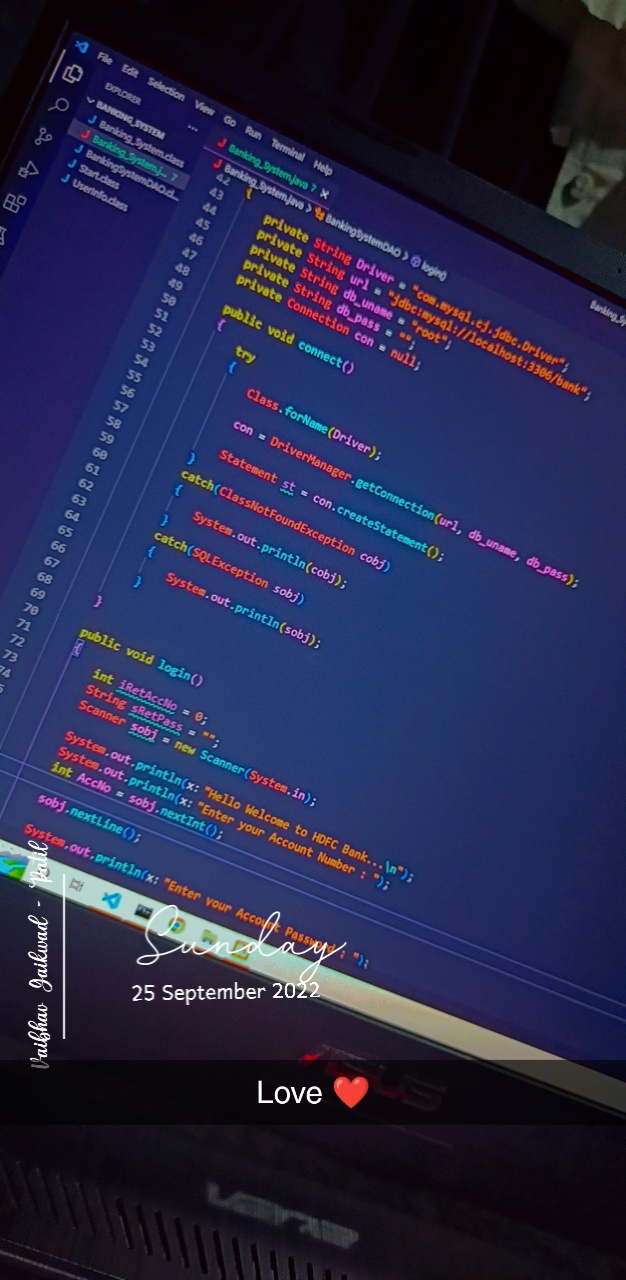 File Edit Selection View Go Run Terminal Help
EXPLORER
BANKING_SYSTEM
Banking_System.class
Banking_System.j... 7
BankingSystemDAO.cl...
Start.class
UserInfo.class
Banking_System.java 7
Banking_System.java > BankingSystemDAO > login()
42 {
43
44 private String Driver = "com.mysql.cj.jdbc.Driver";
45 private String url = "jdbc:mysql://localhost:3306/bank";
46 private String db_uname = "root";
47 private String db_pass = "";
48 private Connection con = null;
49
50 public void connect()
51 {
52 try
53 {
54
55 Class.forName(Driver);
56
57 con = DriverManager.getConnection(url, db_uname, db_pass);
58
59 Statement st = con.createStatement();
60 }
61 catch(ClassNotFoundException cobj)
62 {
63 System.out.println(cobj);
64 }
65 catch(SQLException sobj)
66 {
67 System.out.println(sobj);
68 }
69 }
70
71 public void login()
72 {
73 int iRetAccNo = 0;
74 String sRetPass = "";
Scanner sobj = new Scanner(System.in);
System.out.println(x: "Hello Welcome to HDFC Bank...\n");
System.out.println(x: "Enter your Account Number : ");
int AccNo = sobj.nextInt();
sobj.nextLine();
System.out.println(x: "Enter your Account Password : ");
Vaibhav Jaikwad - Patil
Sunday
25 September 2022
Love ❤️
ASUS